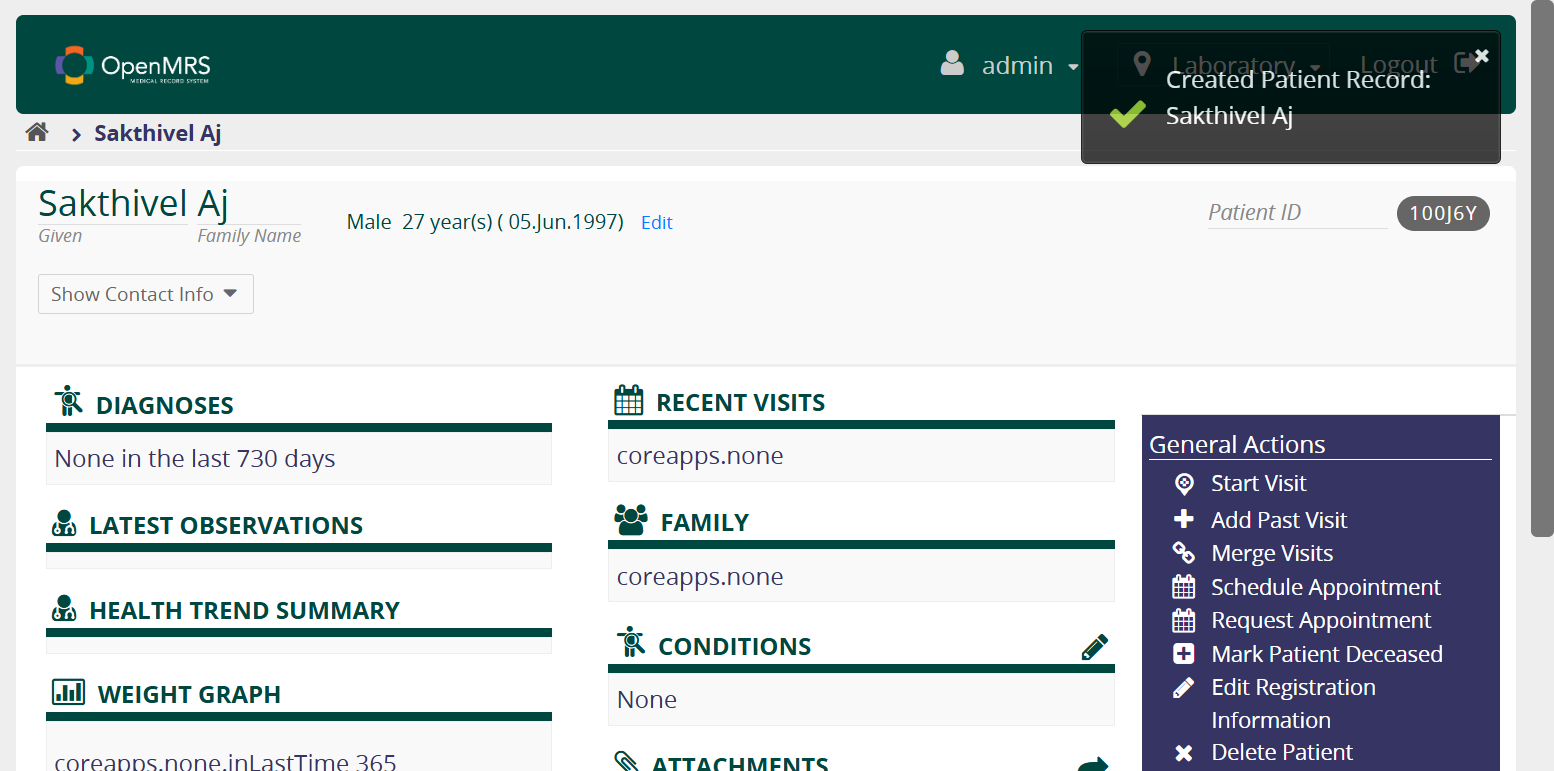 OpenMRS
MEDICAL RECORD SYSTEM
admin
Laboratory
Logout
Created Patient Record:
Sakthivel Aj
Sakthivel Aj
Sakthivel Aj
Given Family Name
Male 27 year(s) ( 05.Jun.1997) Edit
Patient ID 100J6Y
Show Contact Info
DIAGNOSES
None in the last 730 days
LATEST OBSERVATIONS
HEALTH TREND SUMMARY
WEIGHT GRAPH
coreapps.none.inLastTime 365
RECENT VISITS
coreapps.none
FAMILY
coreapps.none
CONDITIONS
None
ATTACHMENTS
General Actions
Start Visit
Add Past Visit
Merge Visits
Schedule Appointment
Request Appointment
Mark Patient Deceased
Edit Registration
Information
Delete Patient